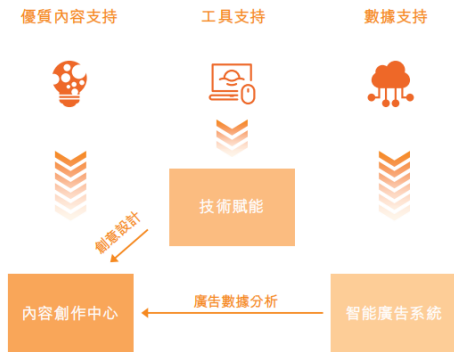 優質內容支持
工具支持
數據支持
技術賦能
創意設計
廣告數據分析
內容創作中心
智能廣告系統